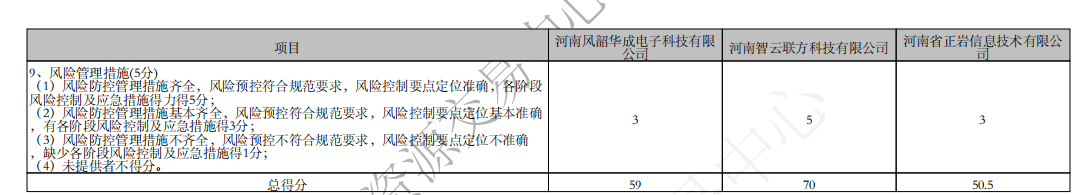 项目
河南风韶华成电子科技有限公司
河南智云联方科技有限公司
河南省正岩信息技术有限公司
9、风险管理措施(5分)
（1）风险防控管理措施齐全，风险预控符合规范要求，风险控制要点定位准确，各阶段
风险控制及应急措施得力得5分；
（2）风险防控管理措施基本齐全，风险预控符合规范要求，风险控制要点定位基本准确
，有各阶段风险控制及应急措施得3分；
（3）风险防控管理措施不齐全，风险预控不符合规范要求，风险控制要点定位不准确
，缺少各阶段风险控制及应急措施得1分；
（4）未提供者不得分。
3
5
3
总得分
59
70
50.5
资源交易
中心